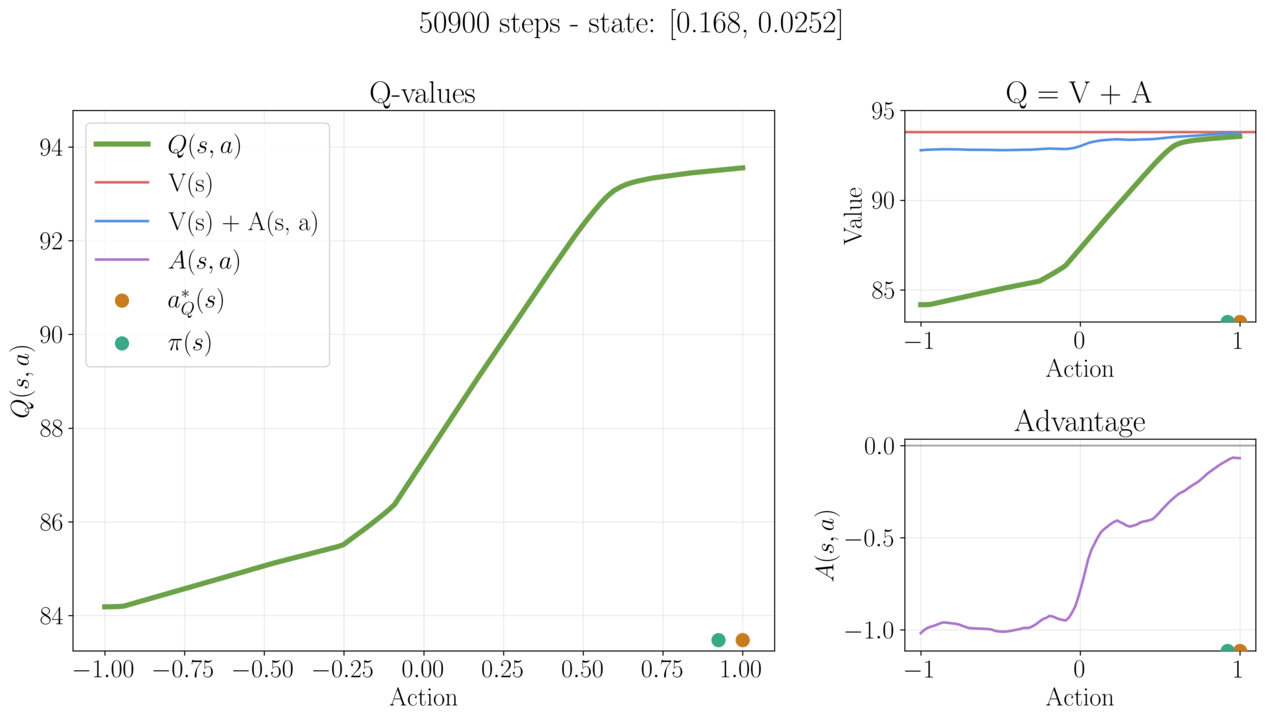 50900 steps - state: [0.168, 0.0252]
Q-values
Q(s, a)
94
92
90
88
86
84
Q(s, a)
V(s)
V(s) + A(s, a)
A(s, a)
a*Q(s)
π(s)
−1.00 −0.75 −0.50 −0.25 0.00 0.25 0.50 0.75 1.00
Action
Q = V + A
Value
95
90
85
−1 0 1
Action
Advantage
A(s, a)
0.0
−0.5
−1.0
−1 0 1
Action